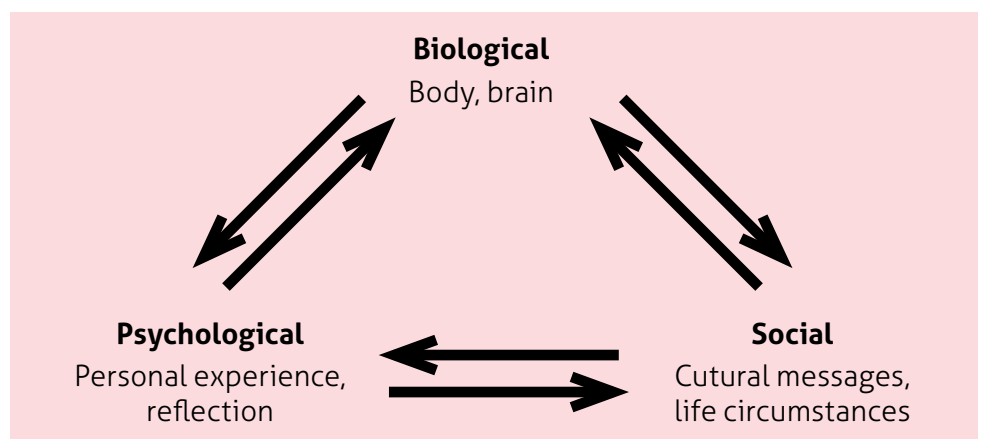 Biological
Body, brain
Psychological
Personal experience,
reflection
Social
Cutural messages,
life circumstances